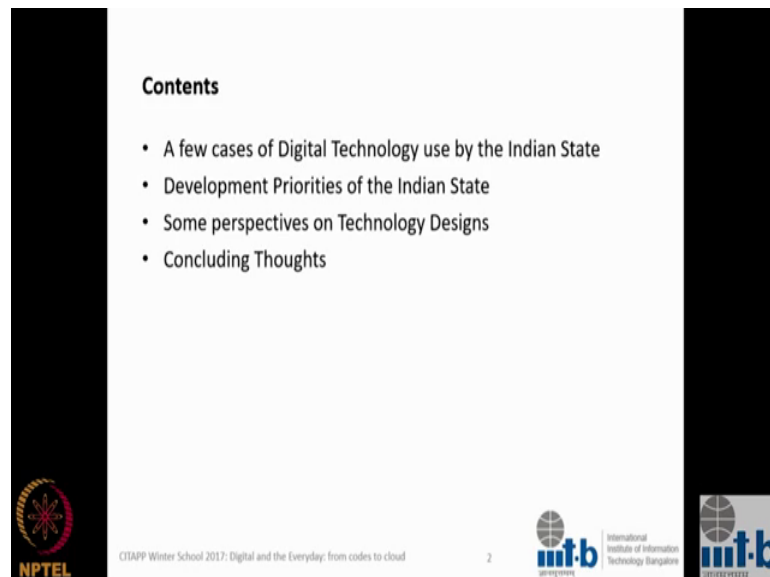 Contents
• A few cases of Digital Technology use by the Indian State
• Development Priorities of the Indian State
• Some perspectives on Technology Designs
• Concluding Thoughts
NPTEL
CITAPP Winter School 2017: Digital and the Everyday: from codes to cloud
2
iiit-b
International
Institute of Information
Technology Bangalore
iiit-b